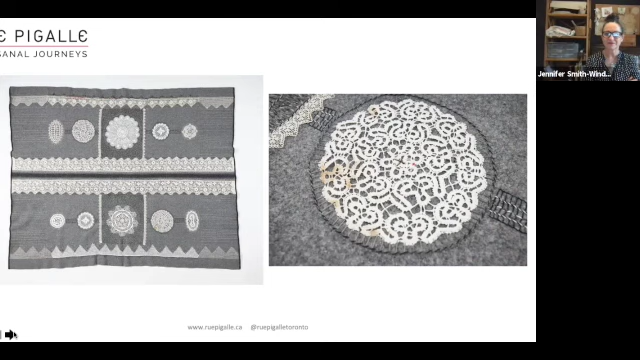 E PIGALLE
SANAL JOURNEYS
Jennifer Smith-Wind...
www.ruepigalle.ca @ruepigalletoronto